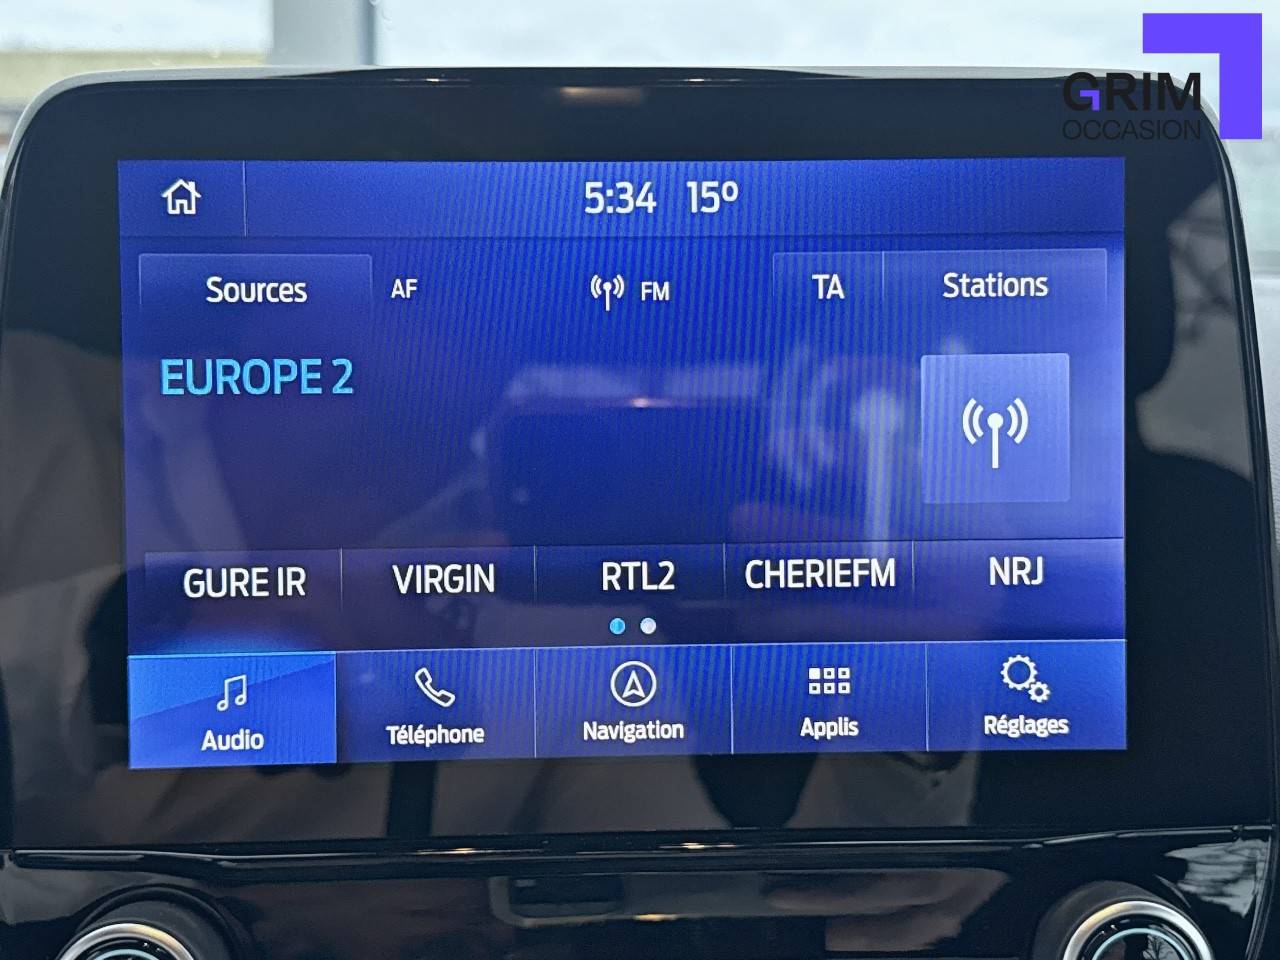 GRIM
OCCASION
5:34 15º
Sources AF FM TA Stations
EUROPE 2
GURE IR VIRGIN RTL2 CHERIEFM NRJ
Audio Téléphone Navigation Applis Réglages